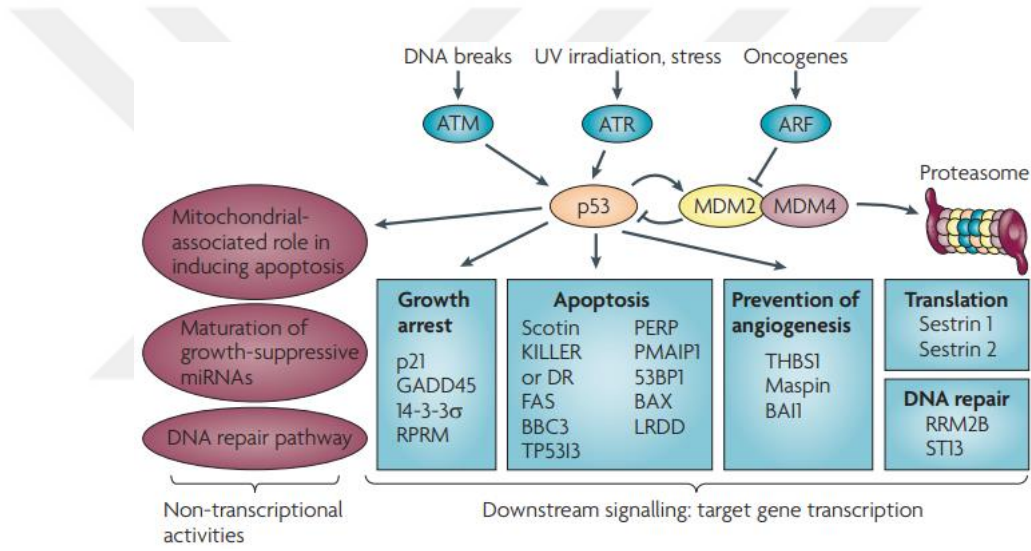 DNA breaks
UV irradiation, stress
Oncogenes
ATM
ATR
ARF
Proteasome
p53
MDM2
MDM4
Mitochondrial-
associated role in
inducing apoptosis
Maturation of
growth-suppressive
miRNAs
DNA repair pathway
Growth
arrest
p21
GADD45
14-3-3σ
RPRM
Apoptosis
Scotin
KILLER
or DR
FAS
BBC3
TP53I3
PERP
PMAIP1
53BP1
BAX
LRDD
Prevention of
angiogenesis
THBS1
Maspin
BAI1
Translation
Sestrin 1
Sestrin 2
DNA repair
RRM2B
ST13
Non-transcriptional
activities
Downstream signalling: target gene transcription